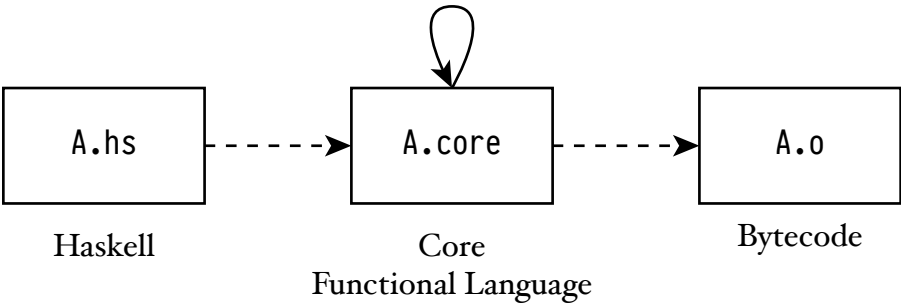 A.hs
A.core
A.o
Haskell
Core
Functional Language
Bytecode